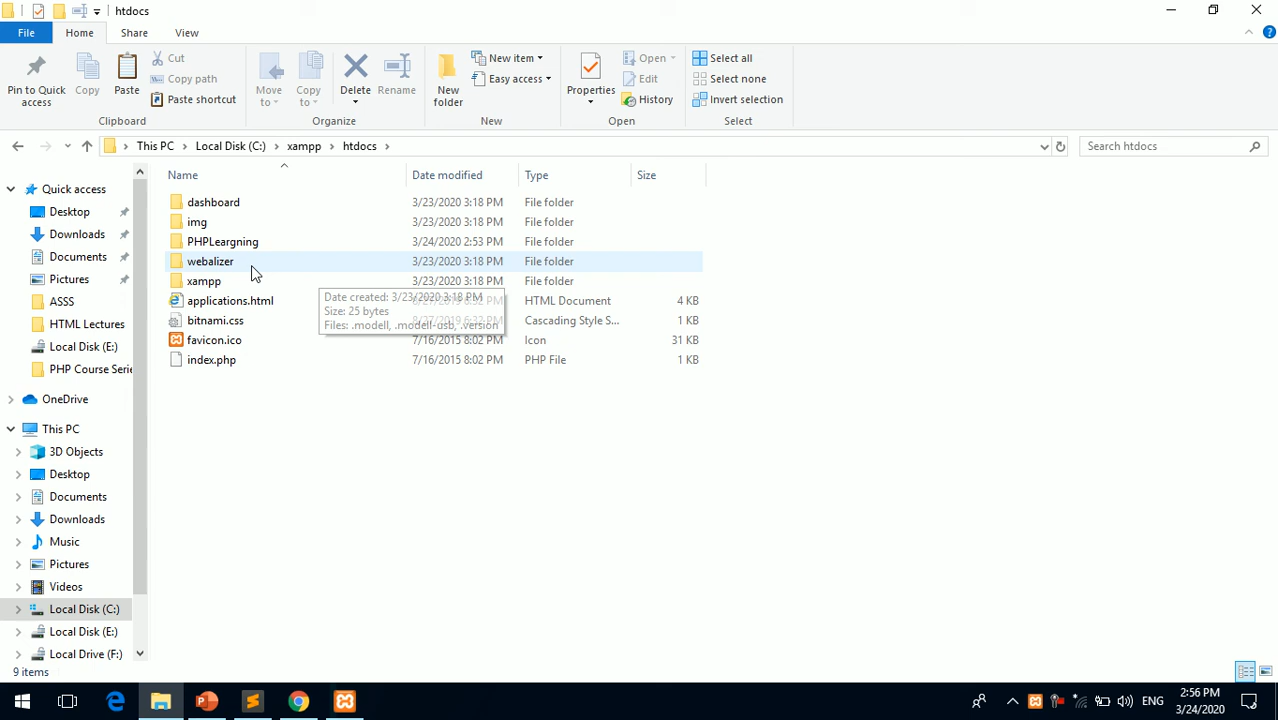 htdocs
File Home Share View
Pin to Quick access
Copy
Paste
Cut
Copy path
Paste shortcut
Clipboard
Move to
Copy to
Delete
Rename
Organize
New folder
New item
Easy access
New
Properties
Open
Edit
History
Open
Select all
Select none
Invert selection
Select
This PC > Local Disk (C:) > xampp > htdocs >
Search htdocs
Quick access
Desktop
Downloads
Documents
Pictures
ASSS
HTML Lectures
Local Disk (E:)
PHP Course Serie
OneDrive
This PC
3D Objects
Desktop
Documents
Downloads
Music
Pictures
Videos
Local Disk (C:)
Local Disk (E:)
Local Drive (F:)
Name Date modified Type Size
dashboard 3/23/2020 3:18 PM File folder
img 3/23/2020 3:18 PM File folder
PHPLeargning 3/24/2020 2:53 PM File folder
webalizer 3/23/2020 3:18 PM File folder
xampp 3/23/2020 3:18 PM File folder
applications.html HTML Document 4 KB
bitnami.css Cascading Style S... 1 KB
favicon.ico 7/16/2015 8:02 PM Icon 31 KB
index.php 7/16/2015 8:02 PM PHP File 1 KB
Date created: 3/23/2020 3:18 PM
Size: 25 bytes
Files: .modell, .modell-usb, .version
9 items
ENG
2:56 PM
3/24/2020